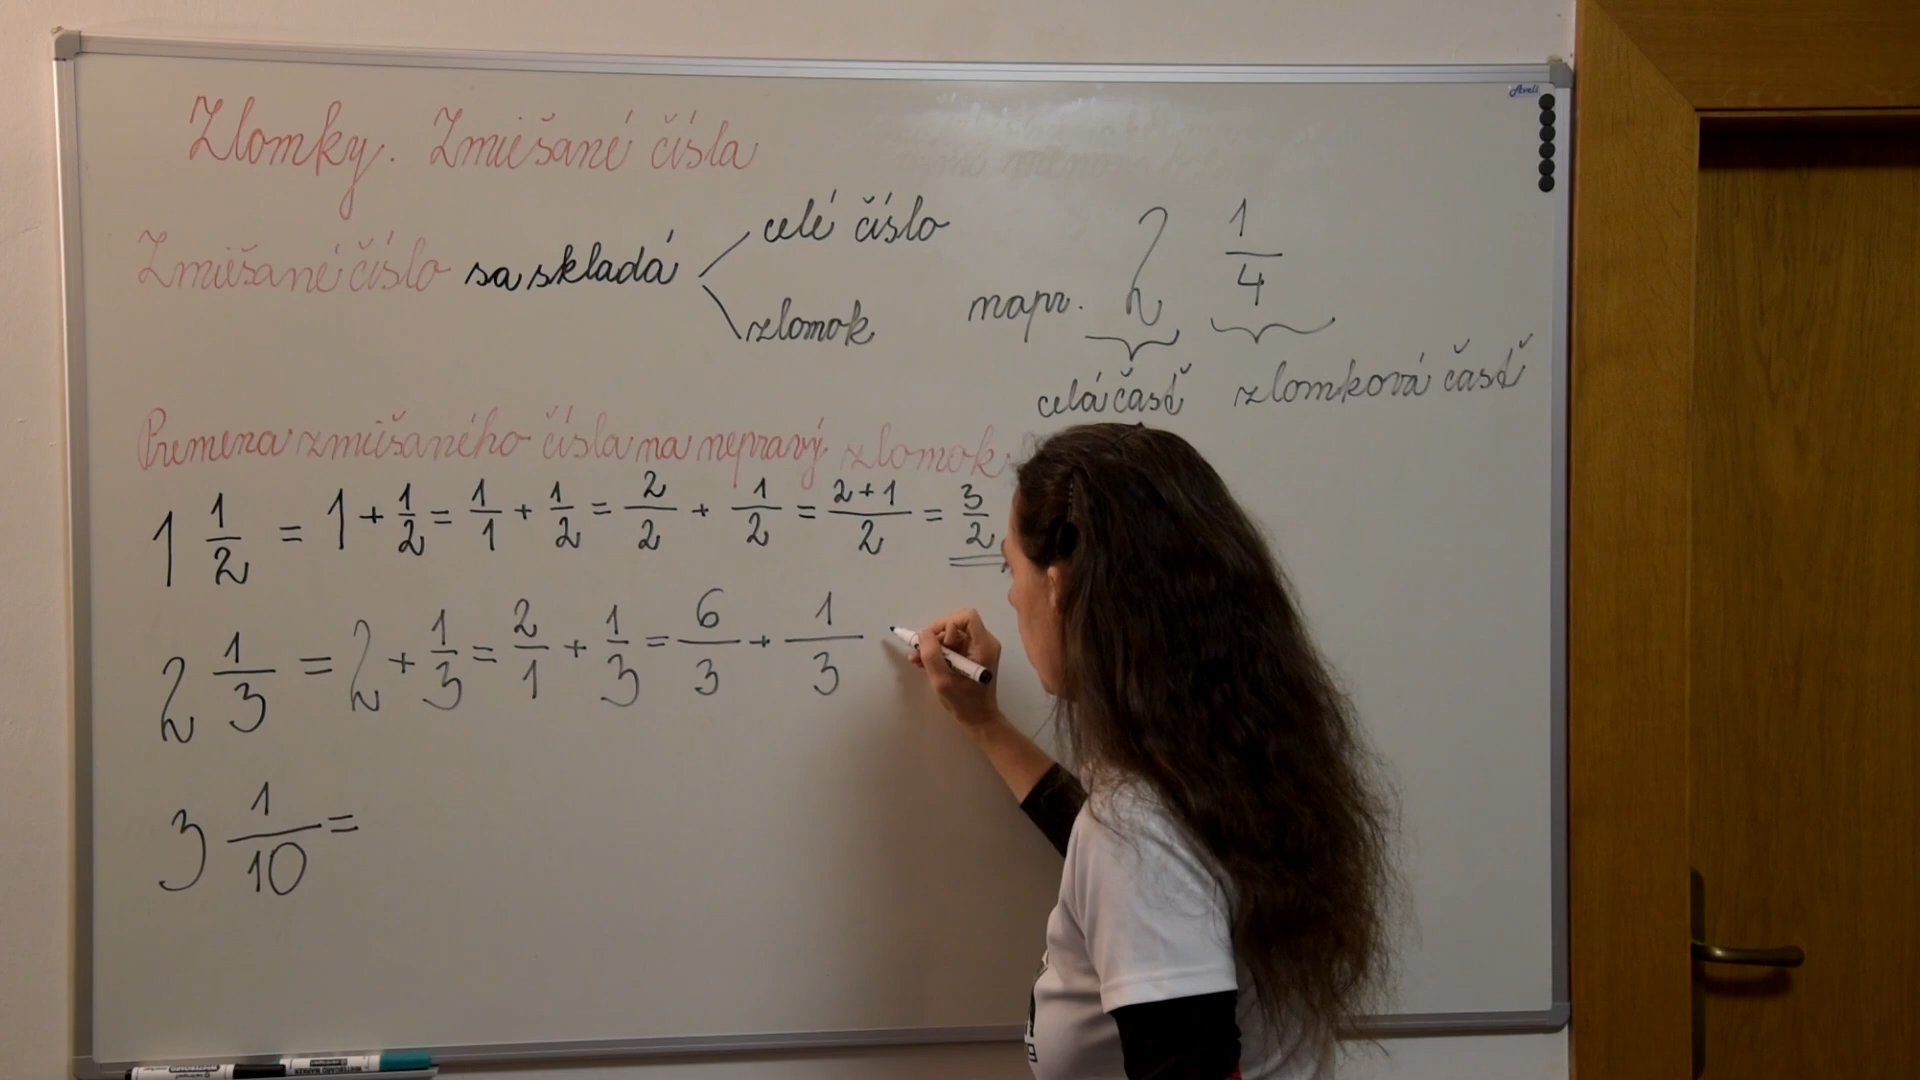 Zlomky. Zmiešané čísla
Zmiešané číslo sa skladá
celé číslo
zlomok
napr. 2 1/4
celá časť zlomková časť
Premena zmiešaného čísla na nepravý zlomok
1 1/2 = 1 + 1/2 = 1/1 + 1/2 = 2/2 + 1/2 = 2+1/2 = 3/2
2 1/3 = 2 + 1/3 = 2/1 + 1/3 = 6/3 + 1/3
3 1/10 =